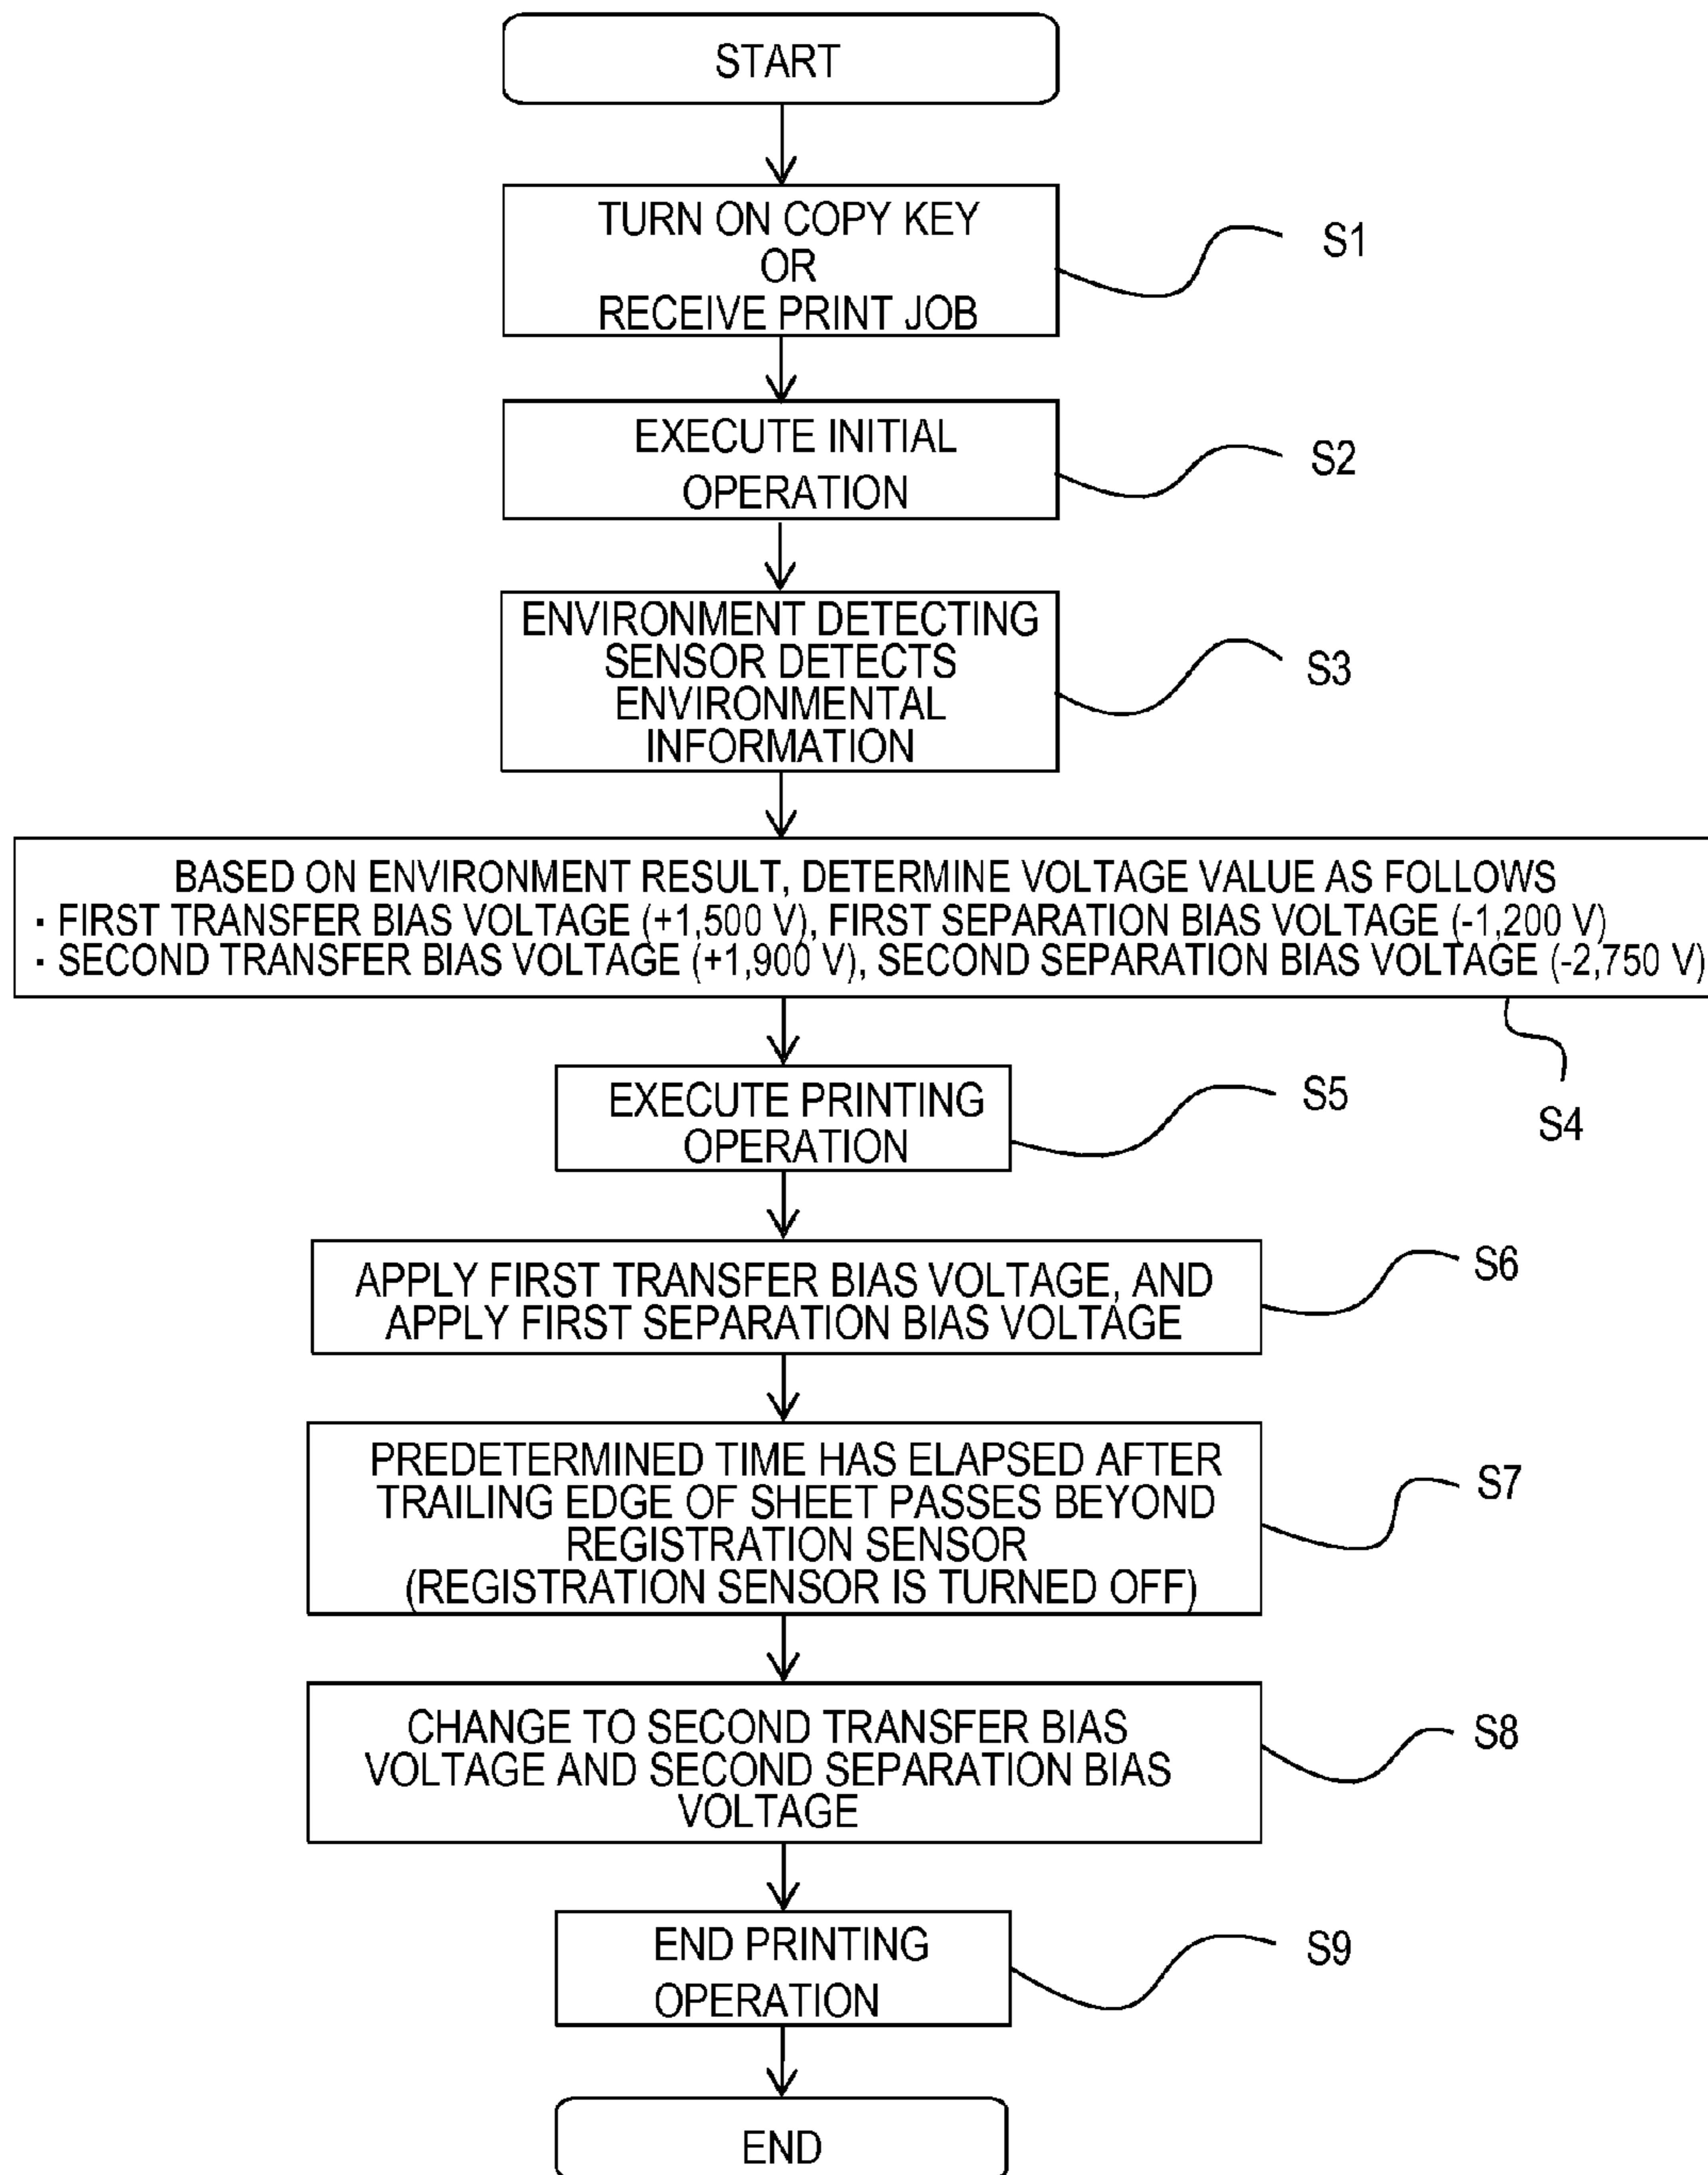 START
TURN ON COPY KEY
OR
RECEIVE PRINT JOB
S1
EXECUTE INITIAL
OPERATION
S2
ENVIRONMENT DETECTING
SENSOR DETECTS
ENVIRONMENTAL
INFORMATION
S3
BASED ON ENVIRONMENT RESULT, DETERMINE VOLTAGE VALUE AS FOLLOWS
· FIRST TRANSFER BIAS VOLTAGE (+1,500 V), FIRST SEPARATION BIAS VOLTAGE (-1,200 V)
· SECOND TRANSFER BIAS VOLTAGE (+1,900 V), SECOND SEPARATION BIAS VOLTAGE (-2,750 V)
S4
EXECUTE PRINTING
OPERATION
S5
APPLY FIRST TRANSFER BIAS VOLTAGE, AND
APPLY FIRST SEPARATION BIAS VOLTAGE
S6
PREDETERMINED TIME HAS ELAPSED AFTER
TRAILING EDGE OF SHEET PASSES BEYOND
REGISTRATION SENSOR
(REGISTRATION SENSOR IS TURNED OFF)
S7
CHANGE TO SECOND TRANSFER BIAS
VOLTAGE AND SECOND SEPARATION BIAS
VOLTAGE
S8
END PRINTING
OPERATION
S9
END